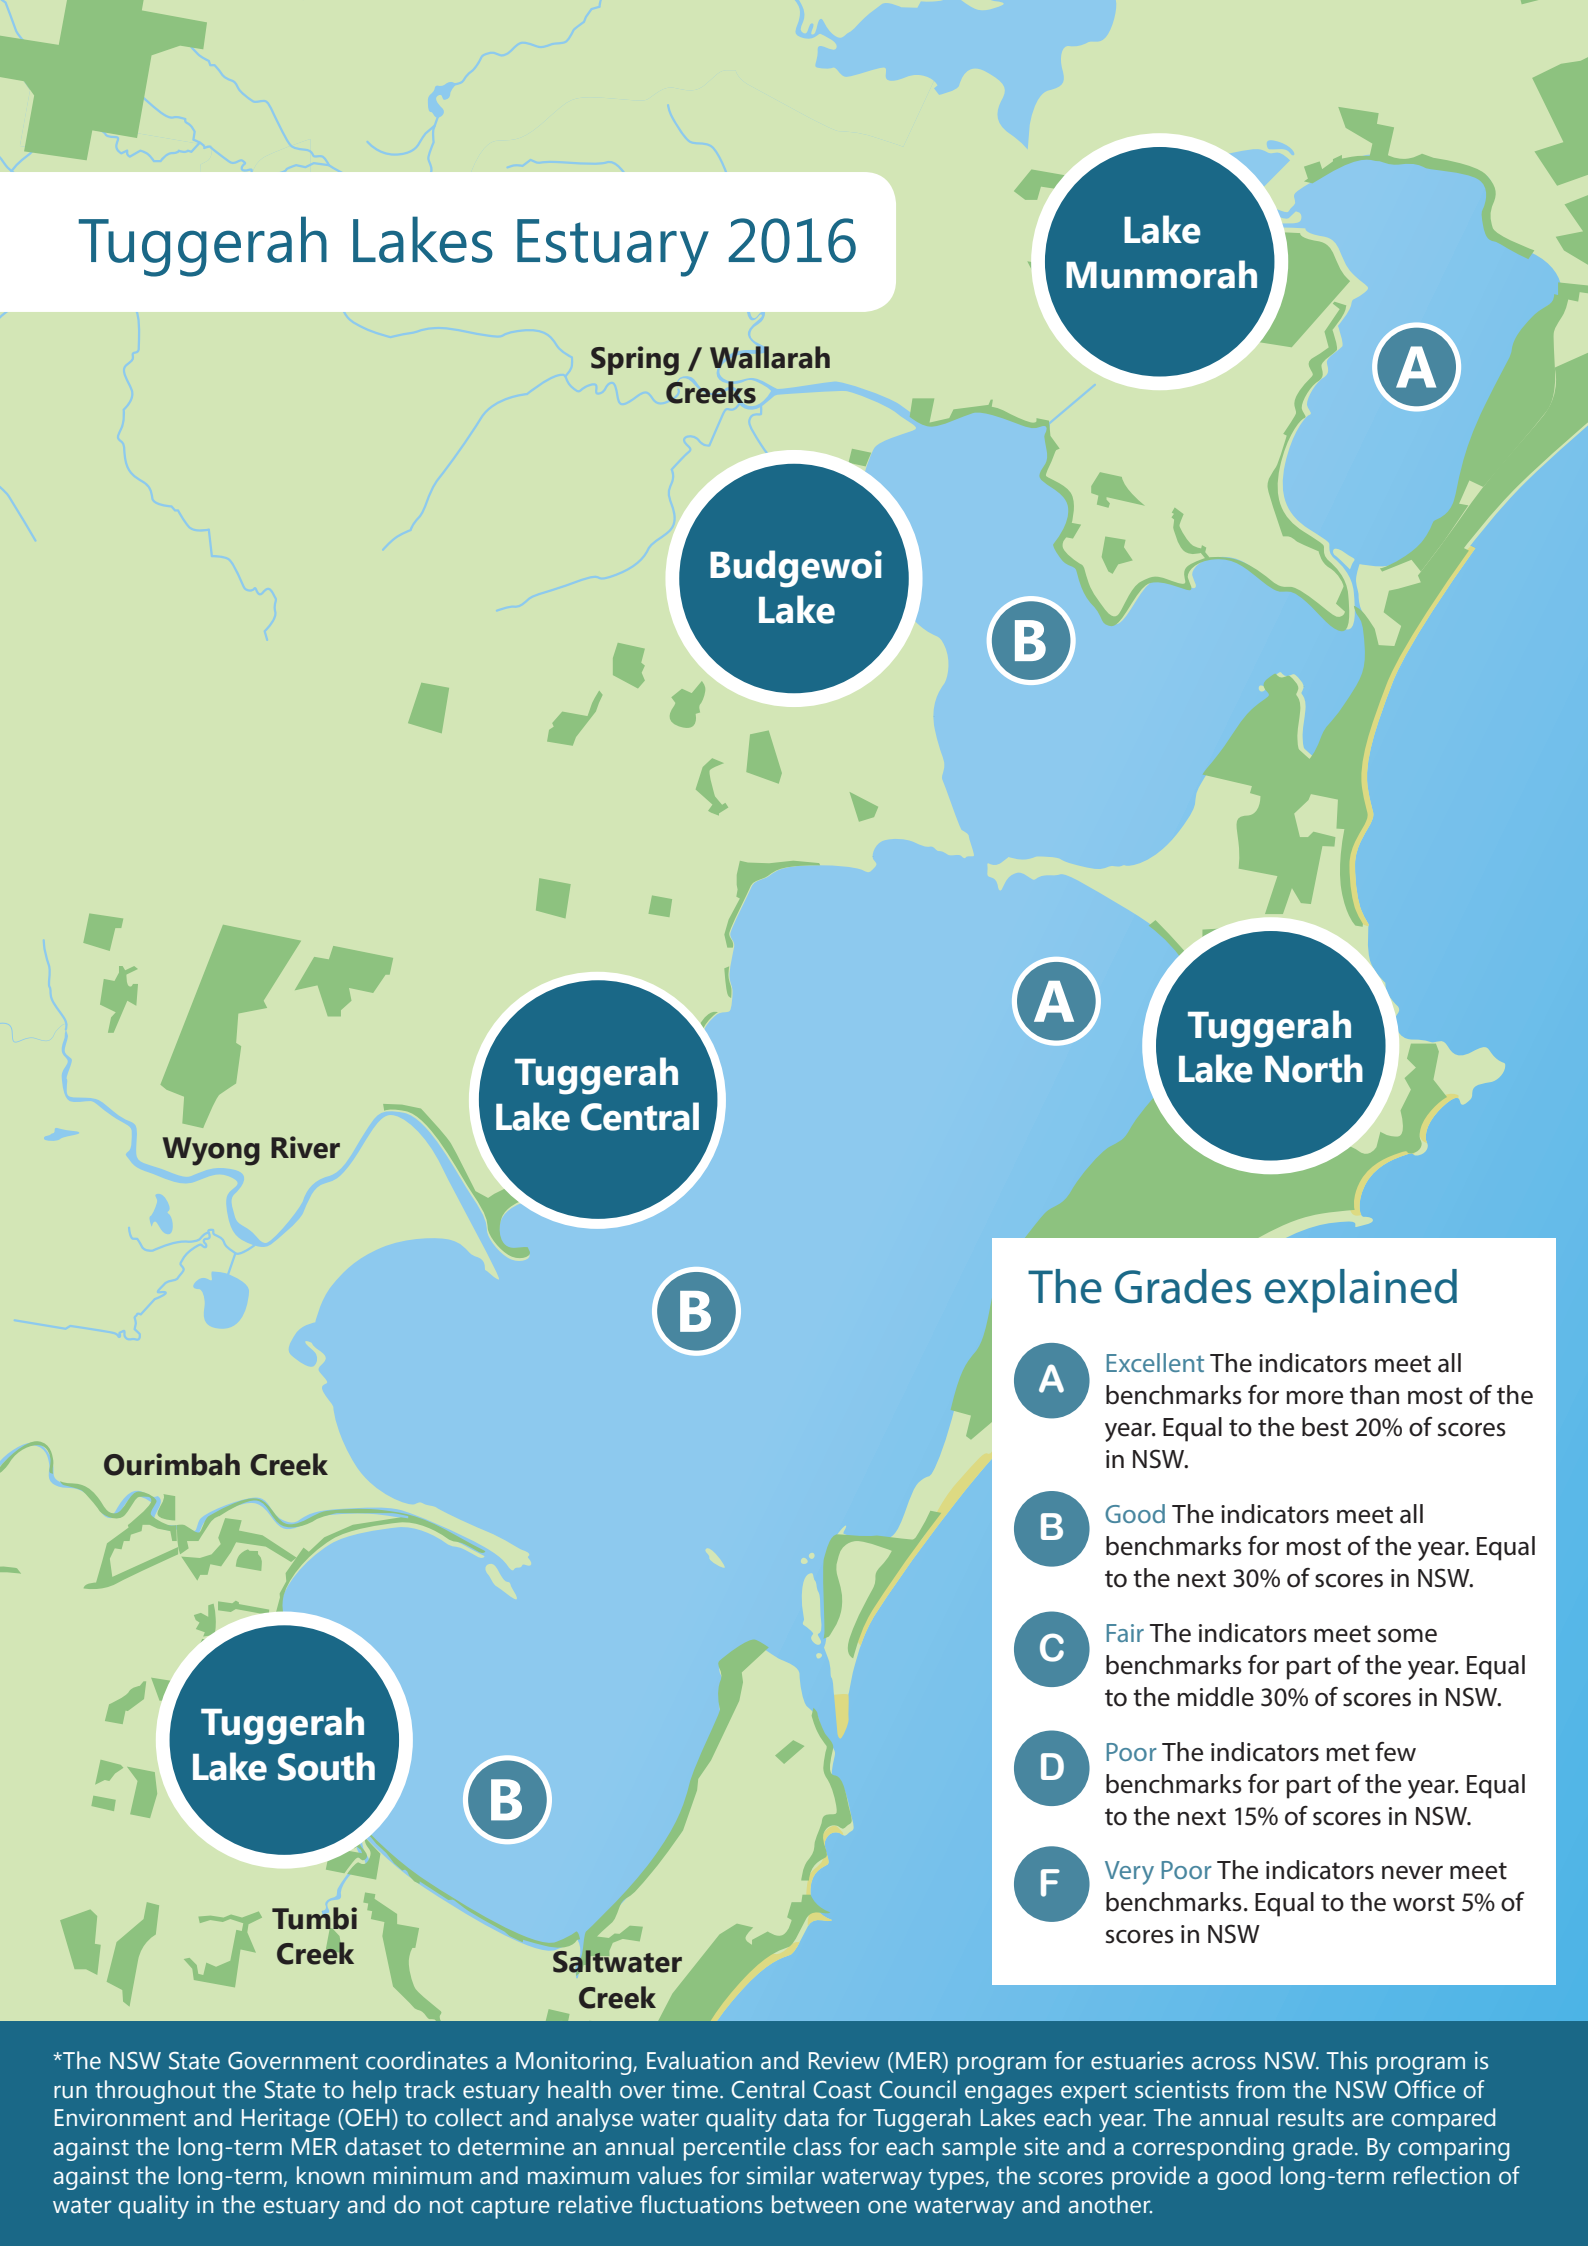 Tuggerah Lakes Estuary 2016
Lake
Munmorah
A
Spring / Wallarah
Creeks
Budgewoi
Lake
B
A
Tuggerah
Lake North
Tuggerah
Lake Central
Wyong River
B
Ourimbah Creek
Tuggerah
Lake South
B
Tumbi
Creek
Saltwater
Creek
The Grades explained
A
Excellent The indicators meet all
benchmarks for more than most of the
year. Equal to the best 20% of scores
in NSW.
B
Good The indicators meet all
benchmarks for most of the year. Equal
to the next 30% of scores in NSW.
C
Fair The indicators meet some
benchmarks for part of the year. Equal
to the middle 30% of scores in NSW.
D
Poor The indicators met few
benchmarks for part of the year. Equal
to the next 15% of scores in NSW.
F
Very Poor The indicators never meet
benchmarks. Equal to the worst 5% of
scores in NSW
*The NSW State Government coordinates a Monitoring, Evaluation and Review (MER) program for estuaries across NSW. This program is
run throughout the State to help track estuary health over time. Central Coast Council engages expert scientists from the NSW Office of
Environment and Heritage (OEH) to collect and analyse water quality data for Tuggerah Lakes each year. The annual results are compared
against the long-term MER dataset to determine an annual percentile class for each sample site and a corresponding grade. By comparing
against the long-term, known minimum and maximum values for similar waterway types, the scores provide a good long-term reflection of
water quality in the estuary and do not capture relative fluctuations between one waterway and another.